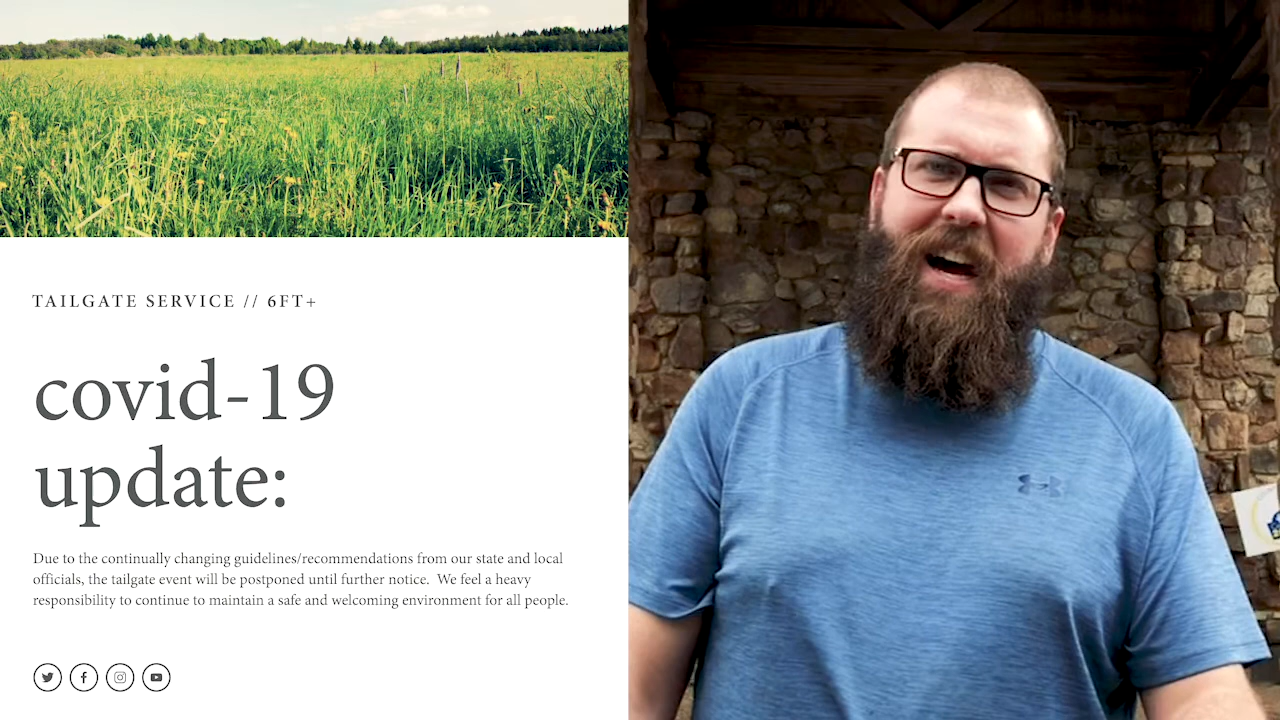 TAILGATE SERVICE // 6FT+
covid-19
update:
Due to the continually changing guidelines/recommendations from our state and local
officials, the tailgate event will be postponed until further notice.  We feel a heavy
responsibility to continue to maintain a safe and welcoming environment for all people.